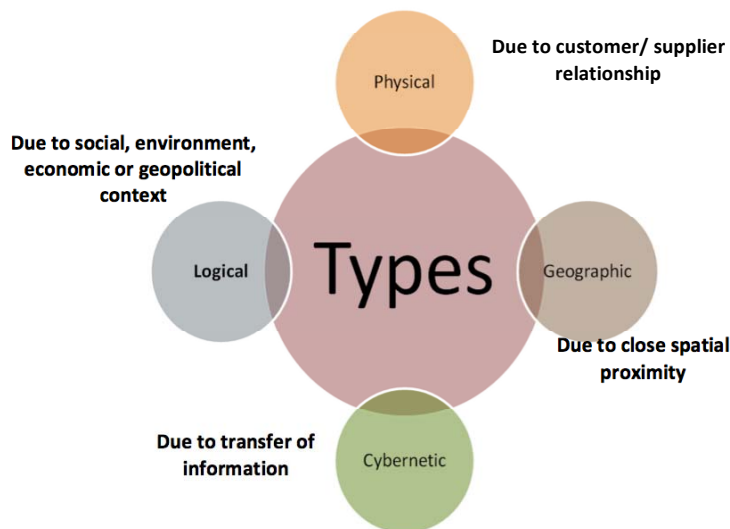 Physical
Due to customer/ supplier
relationship
Due to social, environment,
economic or geopolitical
context
Logical
Types
Geographic
Due to close spatial
proximity
Due to transfer of
information
Cybernetic